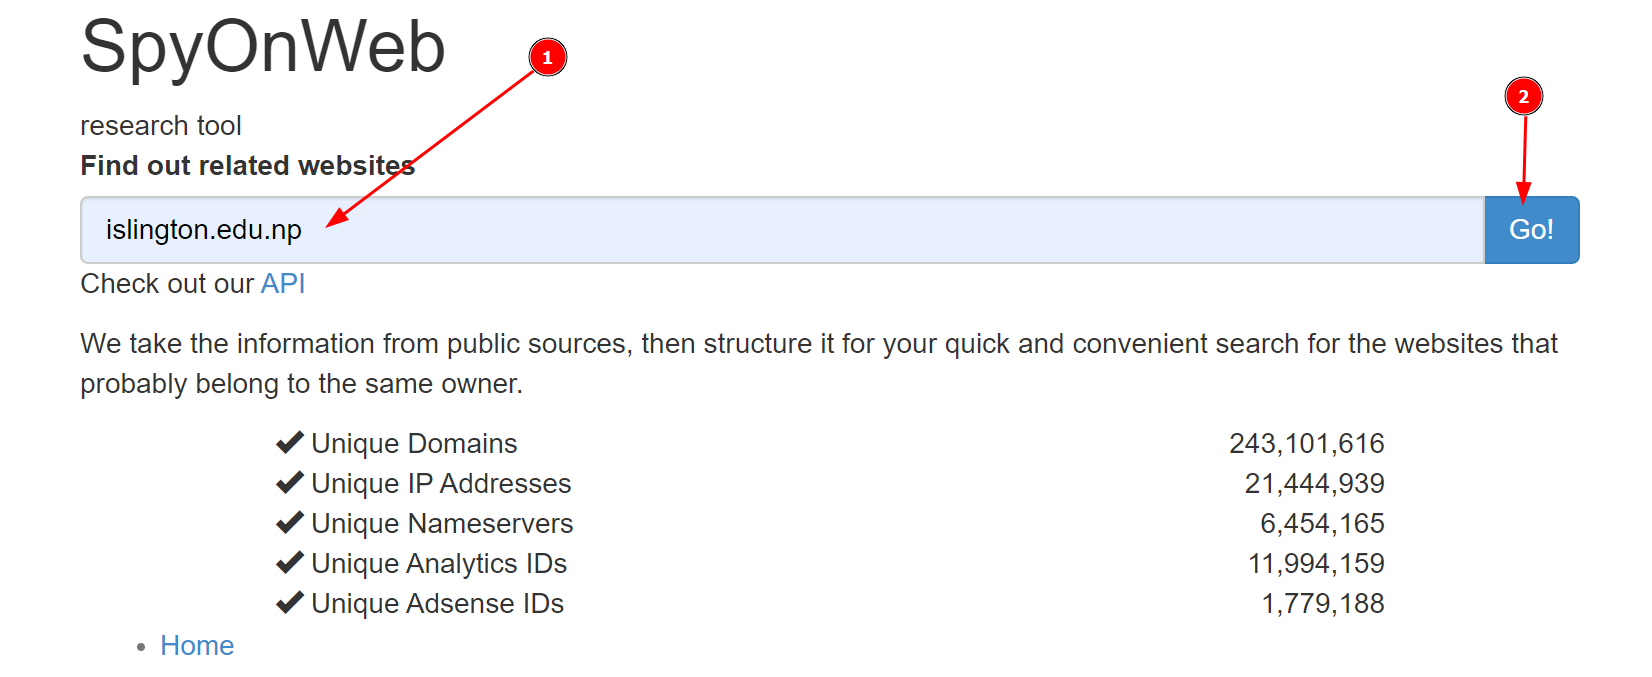 SpyOnWeb
1
2
research tool
Find out related websites
islington.edu.np
Go!
Check out our API
We take the information from public sources, then structure it for your quick and convenient search for the websites that
probably belong to the same owner.
Unique Domains 243,101,616
Unique IP Addresses 21,444,939
Unique Nameservers 6,454,165
Unique Analytics IDs 11,994,159
Unique Adsense IDs 1,779,188
Home